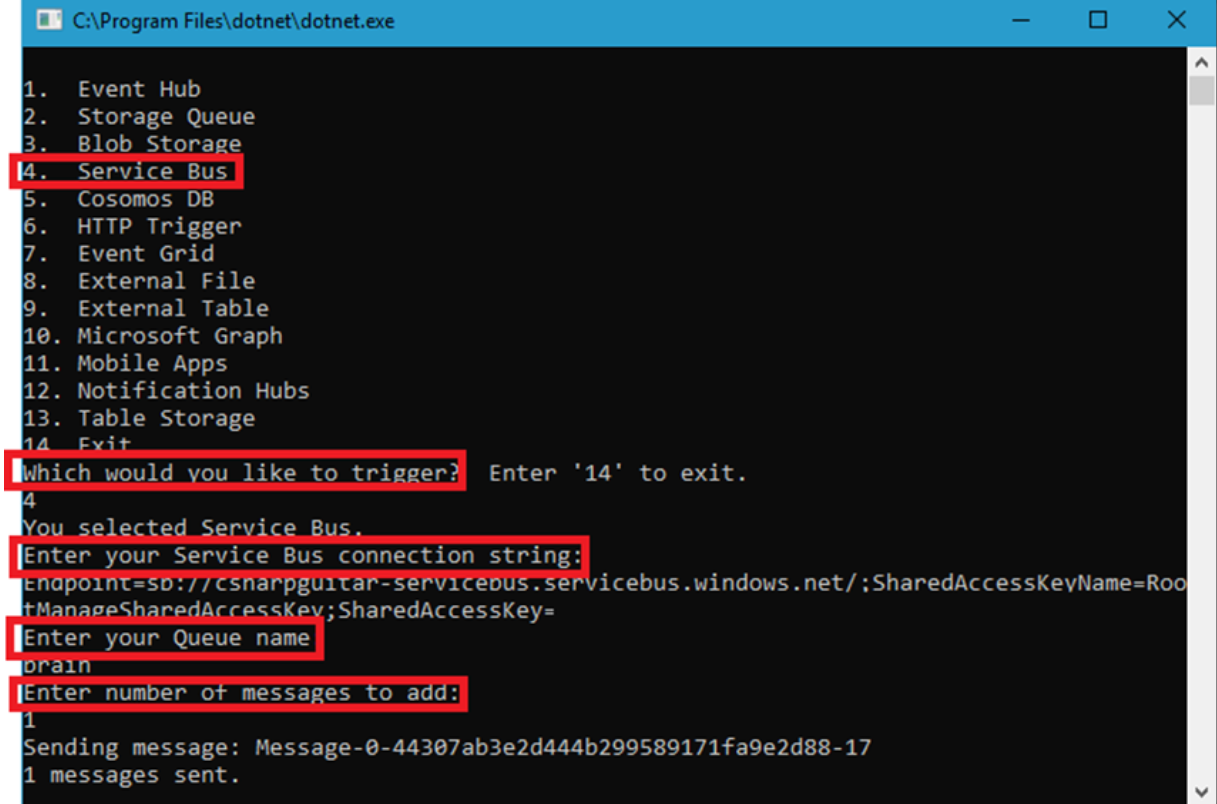 C:\Program Files\dotnet\dotnet.exe
1. Event Hub
2. Storage Queue
3. Blob Storage
4. Service Bus
5. Cosomos DB
6. HTTP Trigger
7. Event Grid
8. External File
9. External Table
10. Microsoft Graph
11. Mobile Apps
12. Notification Hubs
13. Table Storage
14. Exit
Which would you like to trigger?  Enter '14' to exit.
4
You selected Service Bus.
Enter your Service Bus connection string:
Endpoint=sb://csharpguitar-servicebus.servicebus.windows.net/;SharedAccessKeyName=Roo
tManageSharedAccessKey;SharedAccessKey=
Enter your Queue name
brain
Enter number of messages to add:
1
Sending message: Message-0-44307ab3e2d444b299589171fa9e2d88-17
1 messages sent.